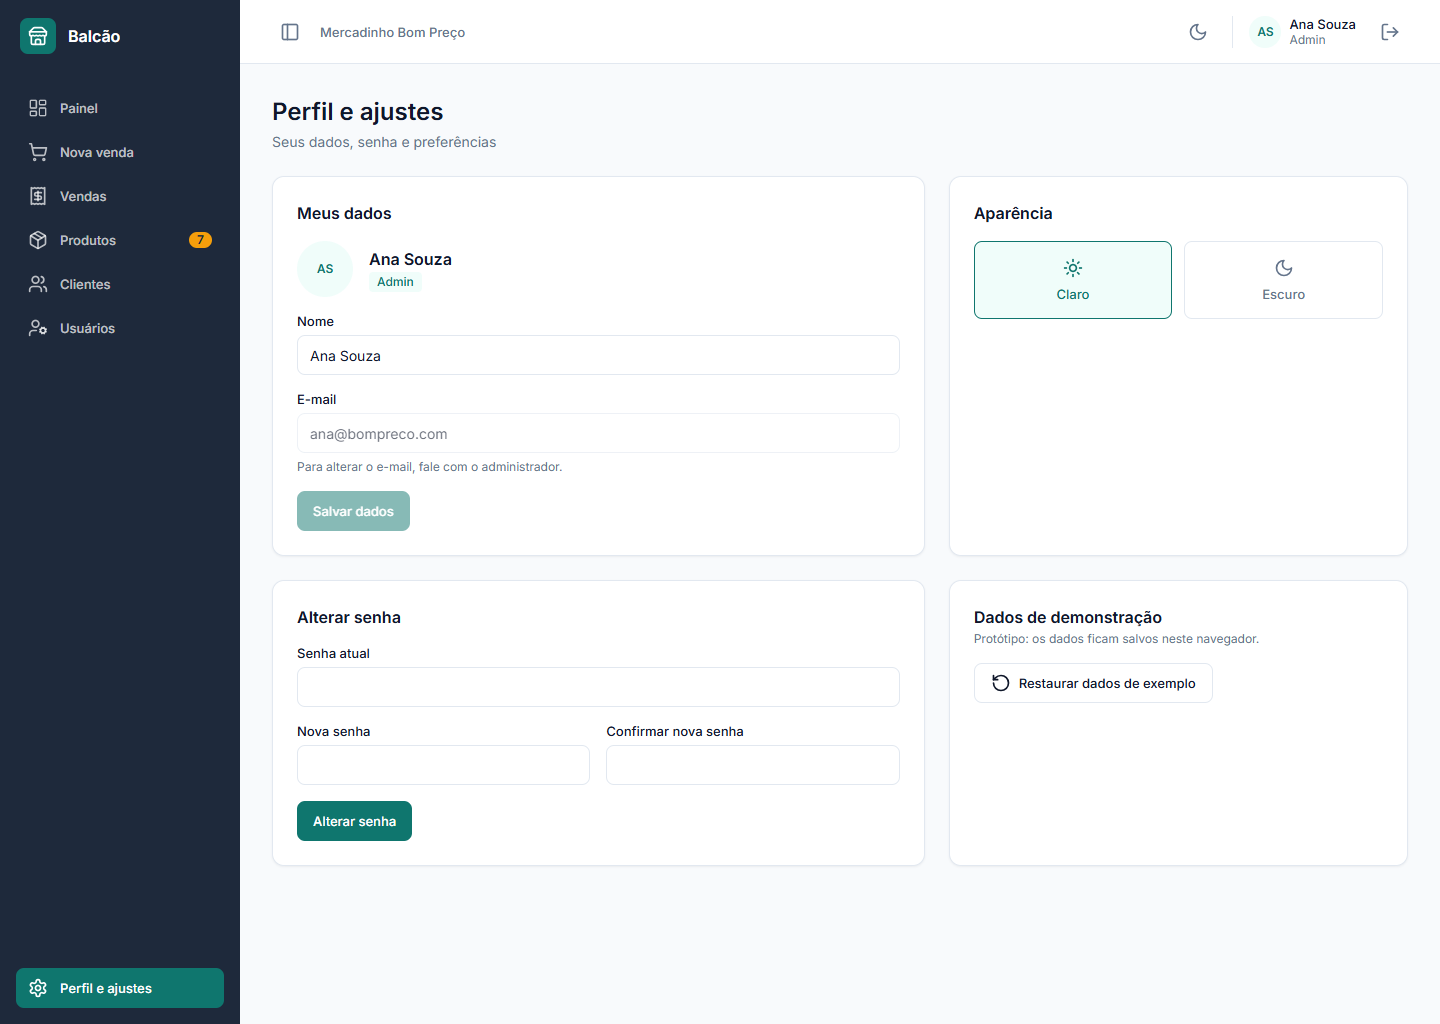 Balcão
Painel
Nova venda
Vendas
Produtos
7
Clientes
Usuários
Perfil e ajustes
Mercadinho Bom Preço
AS
Ana Souza
Admin
Perfil e ajustes
Seus dados, senha e preferências
Meus dados
AS
Ana Souza
Admin
Nome
Ana Souza
E-mail
ana@bompreco.com
Para alterar o e-mail, fale com o administrador.
Salvar dados
Aparência
Claro
Escuro
Alterar senha
Senha atual
Nova senha
Confirmar nova senha
Alterar senha
Dados de demonstração
Protótipo: os dados ficam salvos neste navegador.
Restaurar dados de exemplo